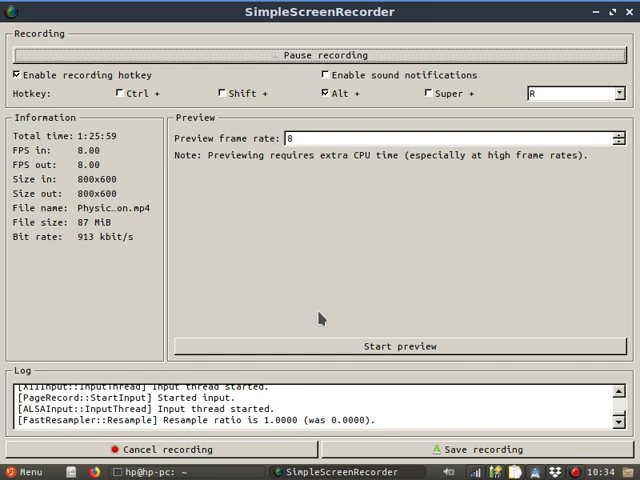 SimpleScreenRecorder
Recording
Pause recording
Enable recording hotkey
Enable sound notifications
Hotkey:
Ctrl +
Shift +
Alt +
Super +
R
Information
Total time: 1:25:59
FPS in: 8.00
FPS out: 8.00
Size in: 800x600
Size out: 800x600
File name: Physic…on.mp4
File size: 87 MiB
Bit rate: 913 kbit/s
Preview
Preview frame rate: 8
Note: Previewing requires extra CPU time (especially at high frame rates).
Start preview
Log
[X11Input::InputThread] Input thread started.
[PageRecord::StartInput] Started input.
[ALSAInput::InputThread] Input thread started.
[FastResampler::Resample] Resample ratio is 1.0000 (was 0.0000).
Cancel recording
Save recording
Menu
hp@hp-pc: ~
SimpleScreenRecorder
10:34